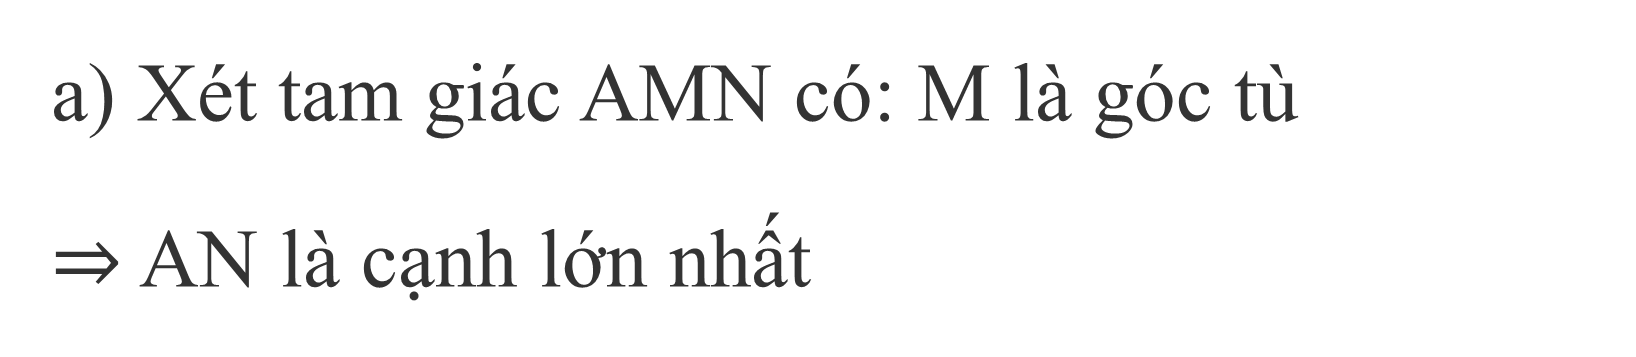 a) Xét tam giác AMN có: M là góc tù
⇒ AN là cạnh lớn nhất